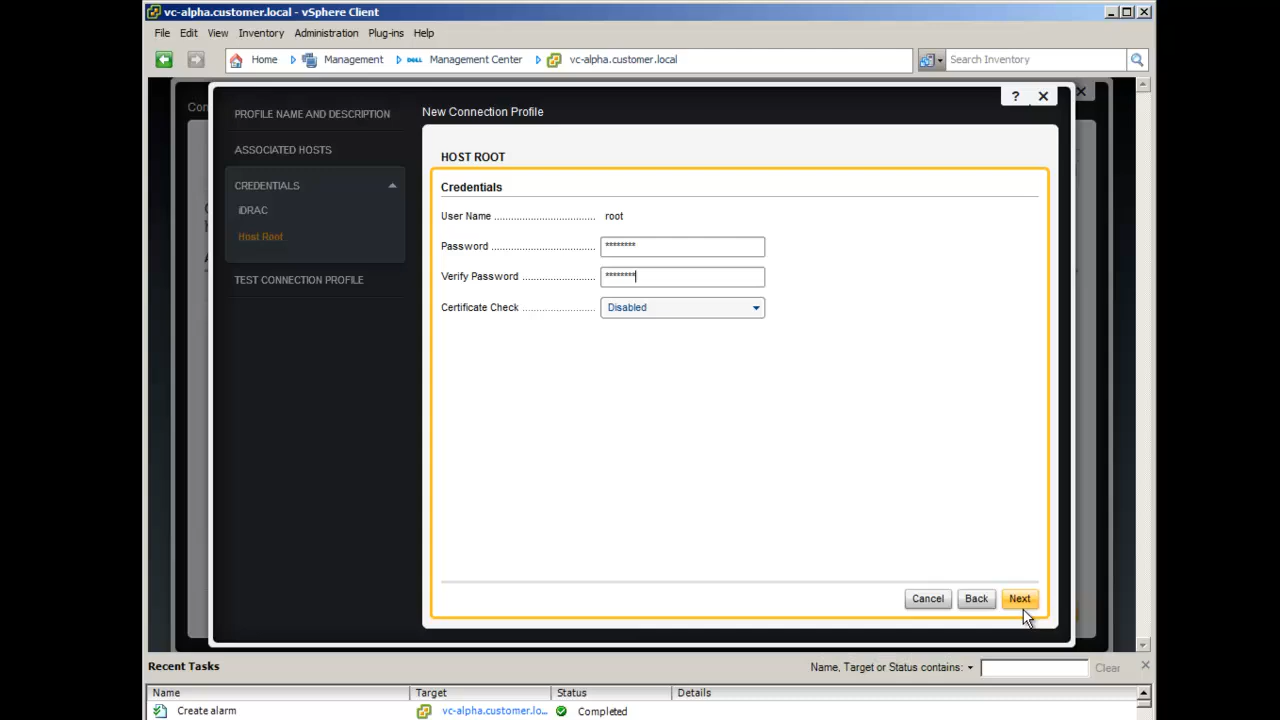 vc-alpha.customer.local - vSphere Client
File Edit View Inventory Administration Plug-ins Help
Home Management DELL Management Center vc-alpha.customer.local Search Inventory
Con
New Connection Profile
? X
PROFILE NAME AND DESCRIPTION
ASSOCIATED HOSTS
CREDENTIALS
iDRAC
Host Root
TEST CONNECTION PROFILE
HOST ROOT
Credentials
User Name root
Password ********
Verify Password ********
Certificate Check Disabled
Cancel Back Next
Recent Tasks Name, Target or Status contains: Clear
Name Target Status Details
Create alarm vc-alpha.customer.lo... Completed